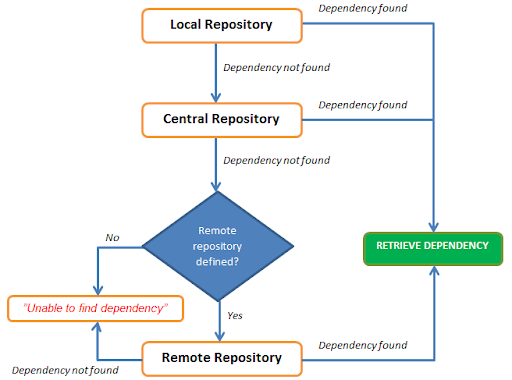 Dependency found
Local Repository
Dependency not found
Dependency found
Central Repository
Dependency not found
Remote
repository
defined?
No
RETRIEVE DEPENDENCY
"Unable to find dependency"
Yes
Dependency found
Remote Repository
Dependency not found